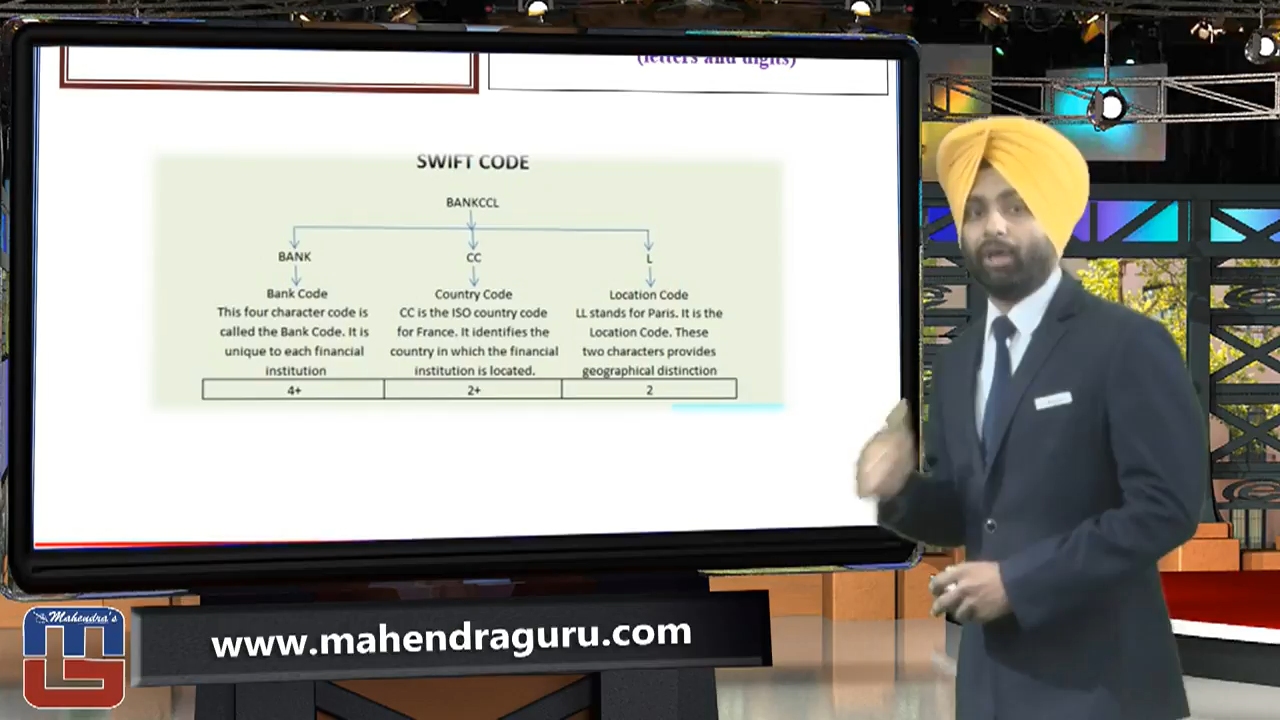 (letters and digits)
SWIFT CODE
BANKCCL
BANK CC L
Bank Code
This four character code is
called the Bank Code. It is
unique to each financial
institution
Country Code
CC is the ISO country code
for France. It identifies the
country in which the financial
institution is located.
Location Code
LL stands for Paris. It is the
Location Code. These
two characters provides
geographical distinction
4+ 2+ 2
Mahendra's
www.mahendraguru.com